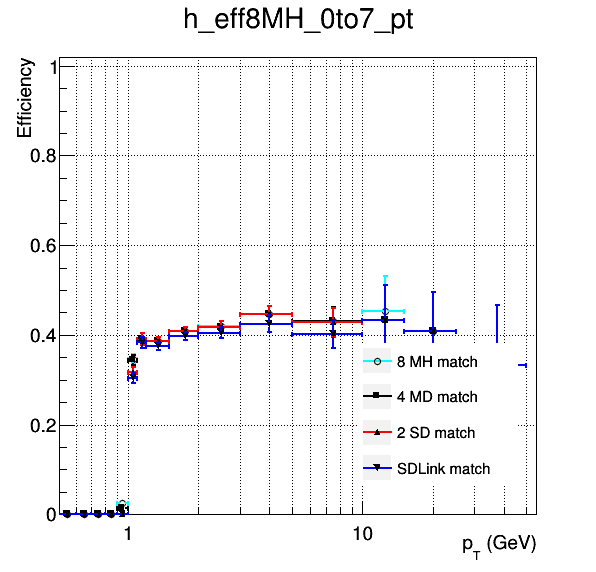 h_eff8MH_0to7_pt
Efficiency
1
0.8
0.6
0.4
0.2
0
8 MH match
4 MD match
2 SD match
SDLink match
1
10
p_T (GeV)